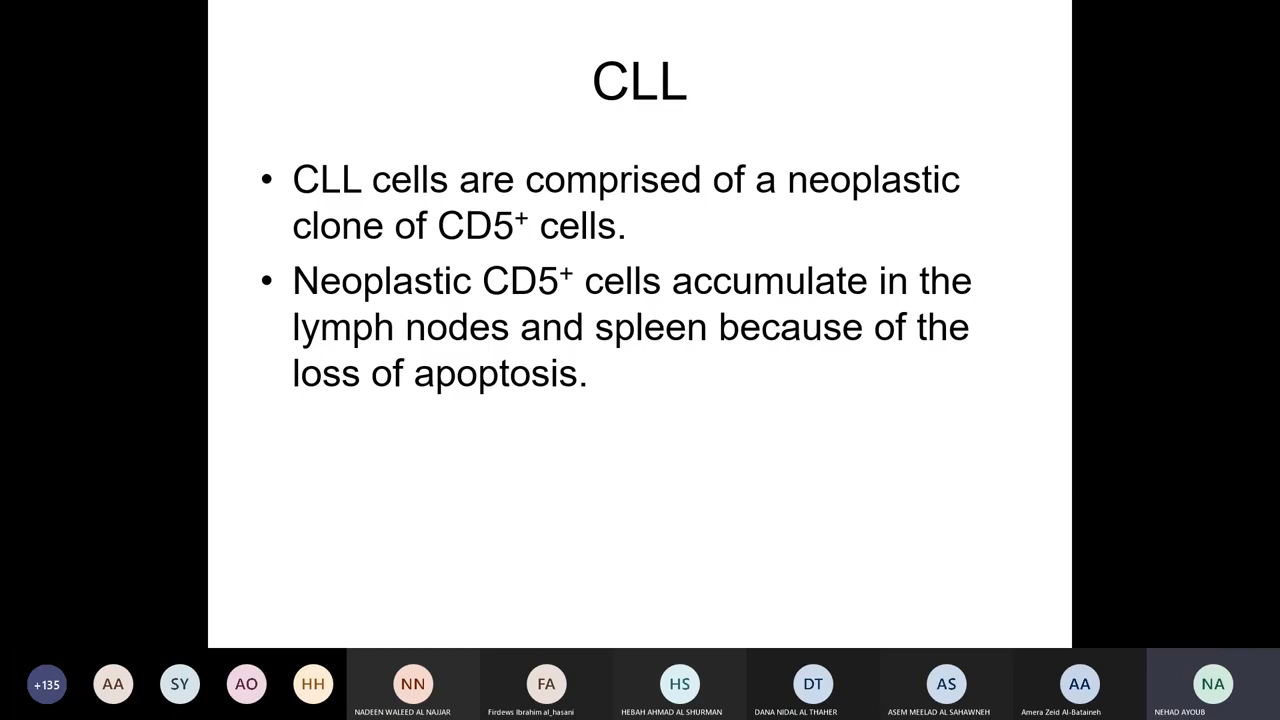 CLL
• CLL cells are comprised of a neoplastic
clone of CD5⁺ cells.
• Neoplastic CD5⁺ cells accumulate in the
lymph nodes and spleen because of the
loss of apoptosis.
+135 AA SY AO HH NN FA HS DT AS AA NA
NADEEN WALEED AL NAJJAR Firdews Ibrahim al_hasani HEBAH AHMAD AL SHURMAN DANA NIDAL AL THAHER ASEM MEELAD AL SAHAWNEH Amera Zeid Al-Bataineh NEHAD AYOUB